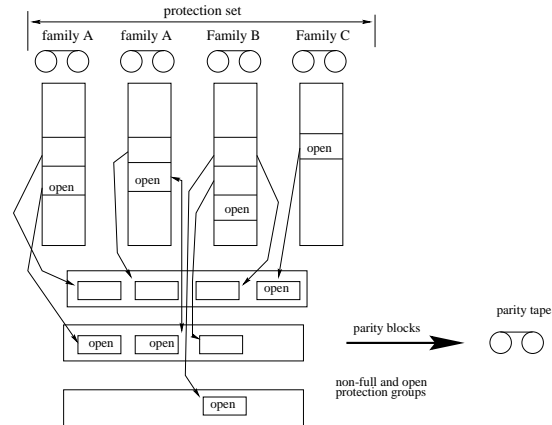 protection set
family A
family A
Family B
Family C
open
open
open
open
open
open
open
open
parity blocks
parity tape
non-full and open
protection groups